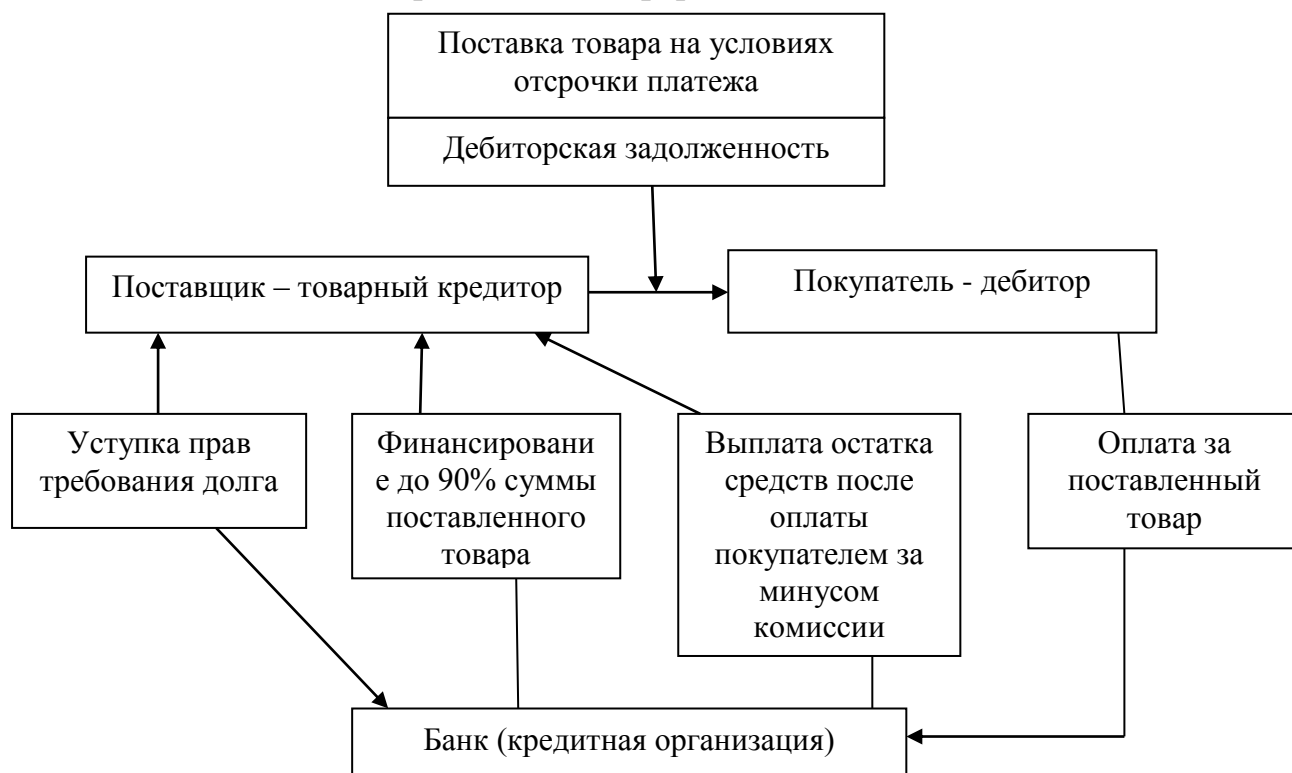 Поставка товара на условиях
отсрочки платежа
Дебиторская задолженность
Поставщик – товарный кредитор
Покупатель - дебитор
Уступка прав
требования долга
Финансировани
е до 90% суммы
поставленного
товара
Выплата остатка
средств после
оплаты
покупателем за
минусом
комиссии
Оплата за
поставленный
товар
Банк (кредитная организация)